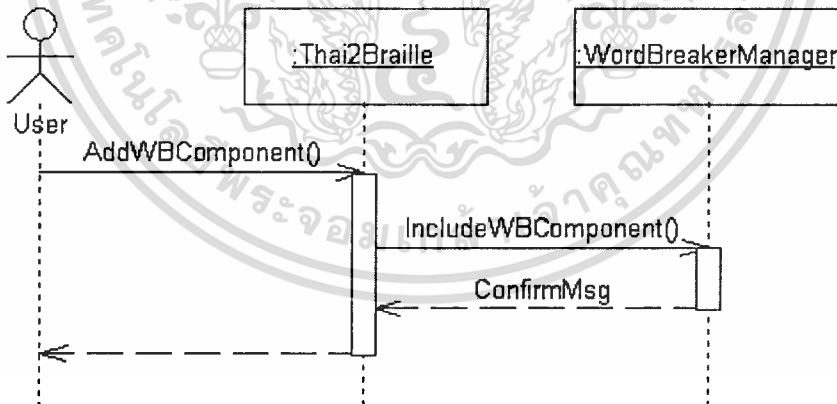 :Thai2Braille
:WordBreakerManager
User
AddWBComponent()
IncludeWBComponent()
ConfirmMsg